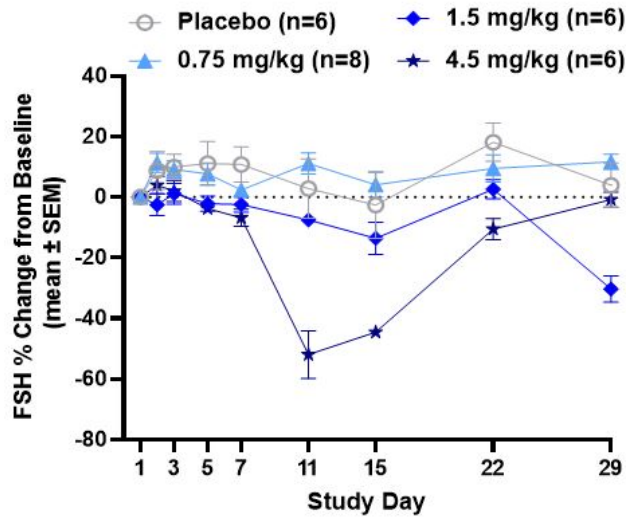 Placebo (n=6)
1.5 mg/kg (n=6)
0.75 mg/kg (n=8)
4.5 mg/kg (n=6)
FSH % Change from Baseline
(mean ± SEM)
40
20
0
-20
-40
-60
-80
1 3 5 7 11 15 22 29
Study Day